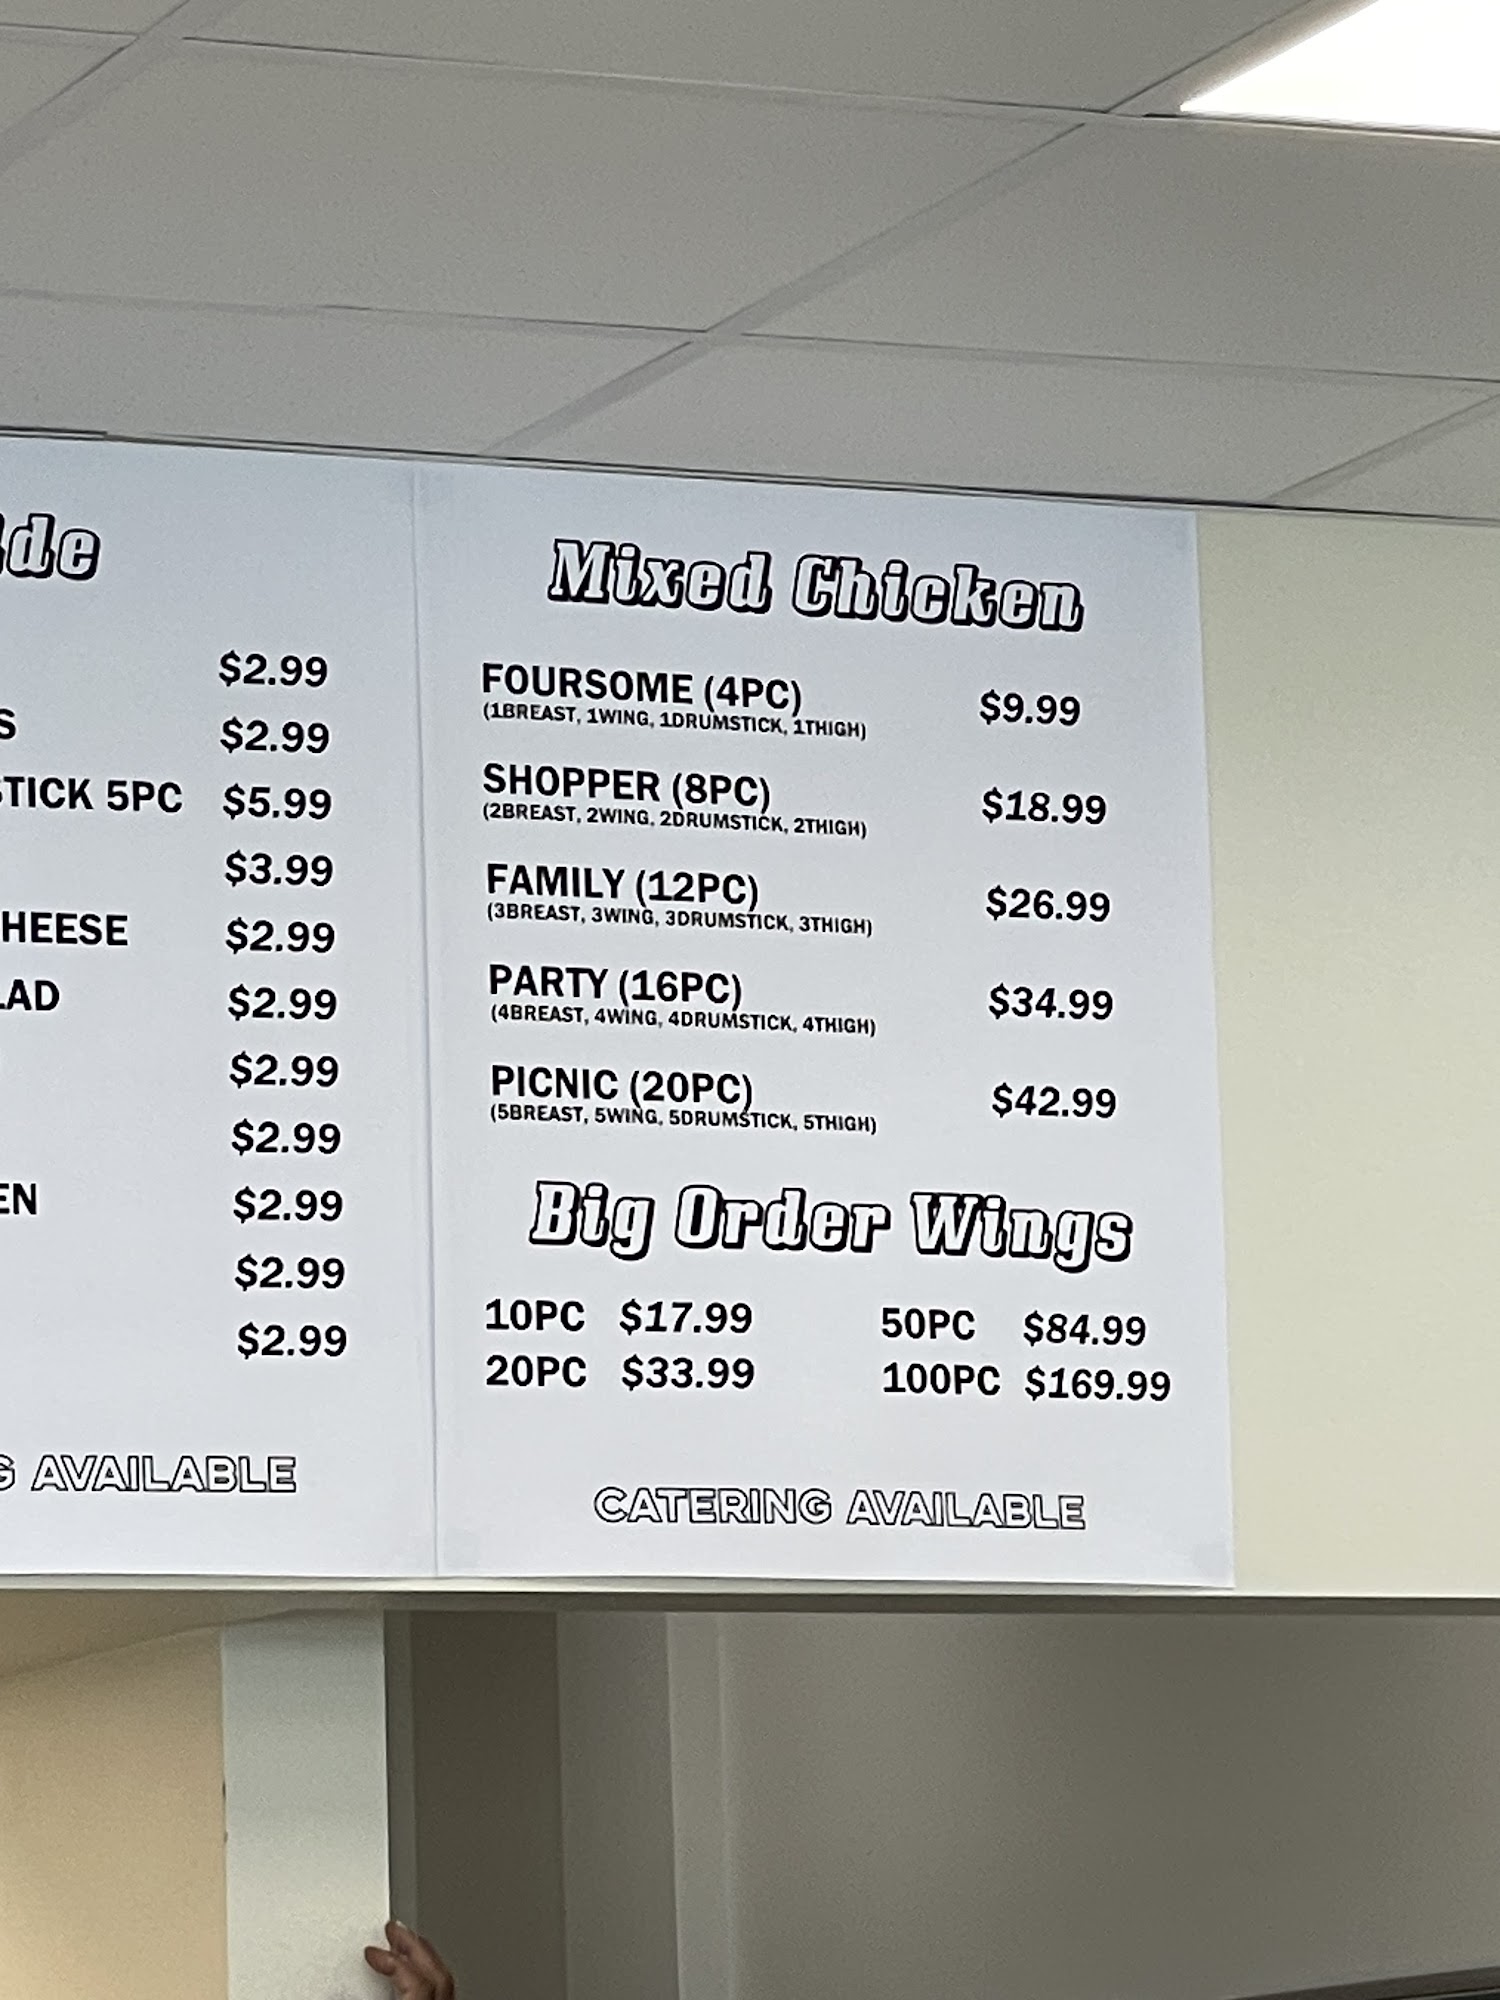 de
$2.99
S $2.99
STICK 5PC $5.99
$3.99
HEESE $2.99
LAD $2.99
$2.99
$2.99
EN $2.99
$2.99
$2.99
G AVAILABLE
Mixed Chicken
FOURSOME (4PC) $9.99
(1BREAST, 1WING, 1DRUMSTICK, 1THIGH)
SHOPPER (8PC) $18.99
(2BREAST, 2WING, 2DRUMSTICK, 2THIGH)
FAMILY (12PC) $26.99
(3BREAST, 3WING, 3DRUMSTICK, 3THIGH)
PARTY (16PC) $34.99
(4BREAST, 4WING, 4DRUMSTICK, 4THIGH)
PICNIC (20PC) $42.99
(5BREAST, 5WING, 5DRUMSTICK, 5THIGH)
Big Order Wings
10PC $17.99 50PC $84.99
20PC $33.99 100PC $169.99
CATERING AVAILABLE